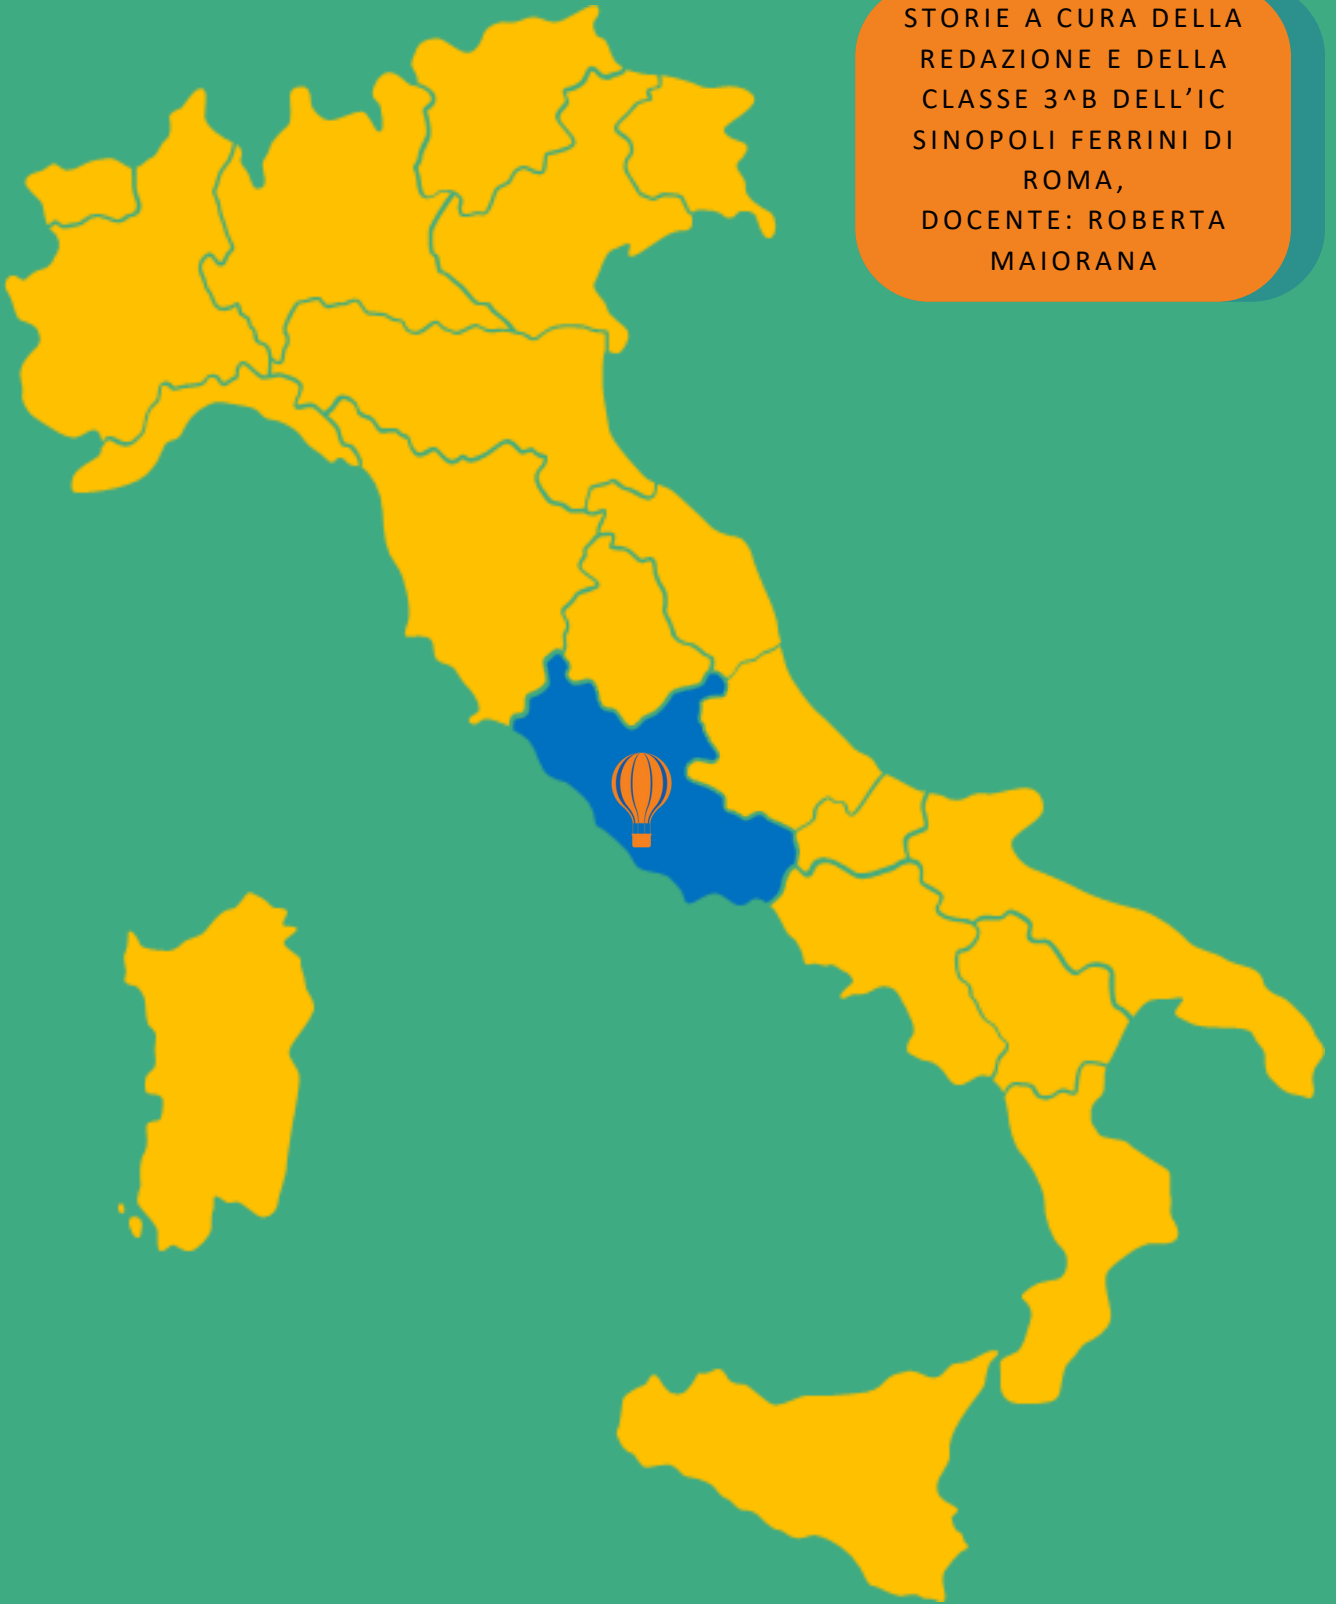 STORIE A CURA DELLA
REDAZIONE E DELLA
CLASSE 3^B DELL’IC
SINOPOLI FERRINI DI
ROMA,
DOCENTE: ROBERTA
MAIORANA